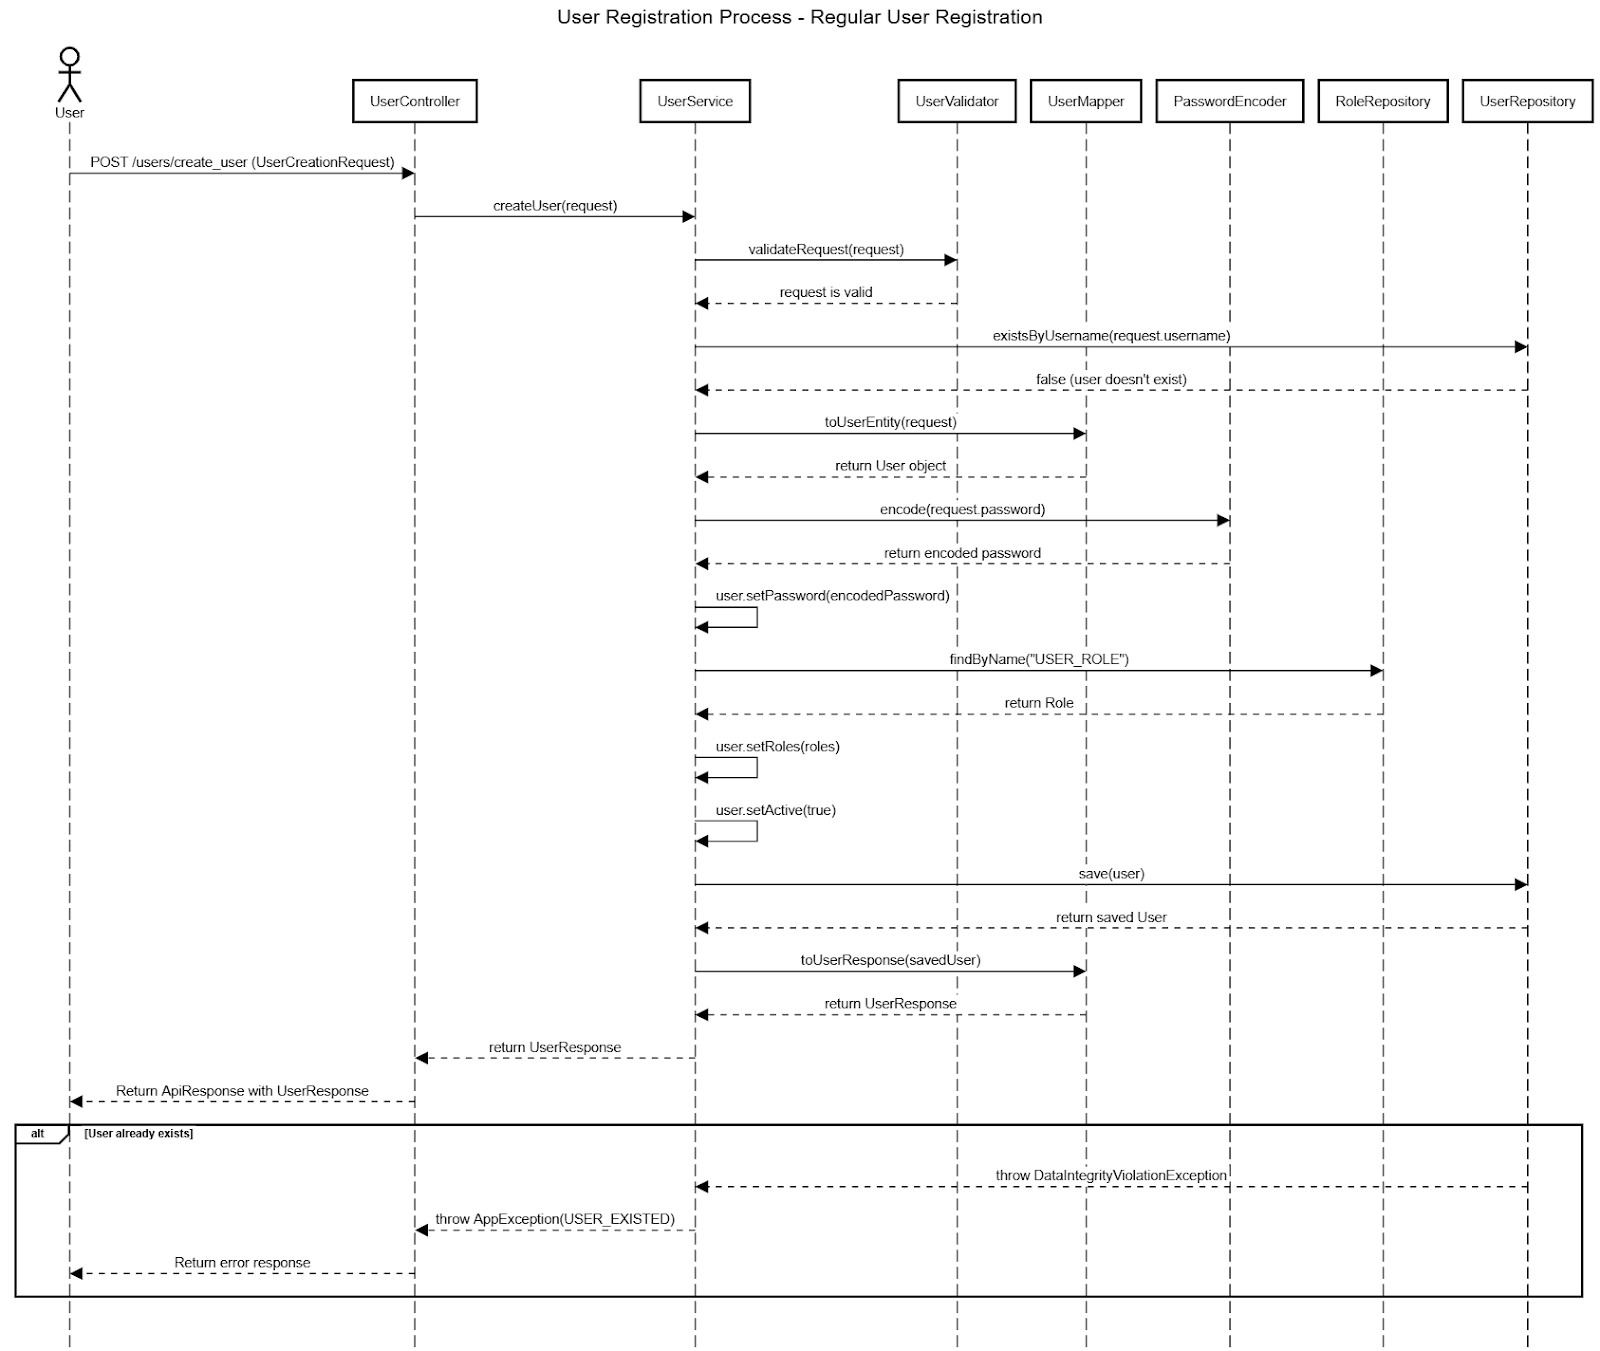 User Registration Process - Regular User Registration
User
UserController
UserService
UserValidator
UserMapper
PasswordEncoder
RoleRepository
UserRepository
POST /users/create_user (UserCreationRequest)
createUser(request)
validateRequest(request)
request is valid
existsByUsername(request.username)
false (user doesn't exist)
toUserEntity(request)
return User object
encode(request.password)
return encoded password
user.setPassword(encodedPassword)
findByName("USER_ROLE")
return Role
user.setRoles(roles)
user.setActive(true)
save(user)
return saved User
toUserResponse(savedUser)
return UserResponse
return UserResponse
Return ApiResponse with UserResponse
alt
[User already exists]
throw DataIntegrityViolationException
throw AppException(USER_EXISTED)
Return error response